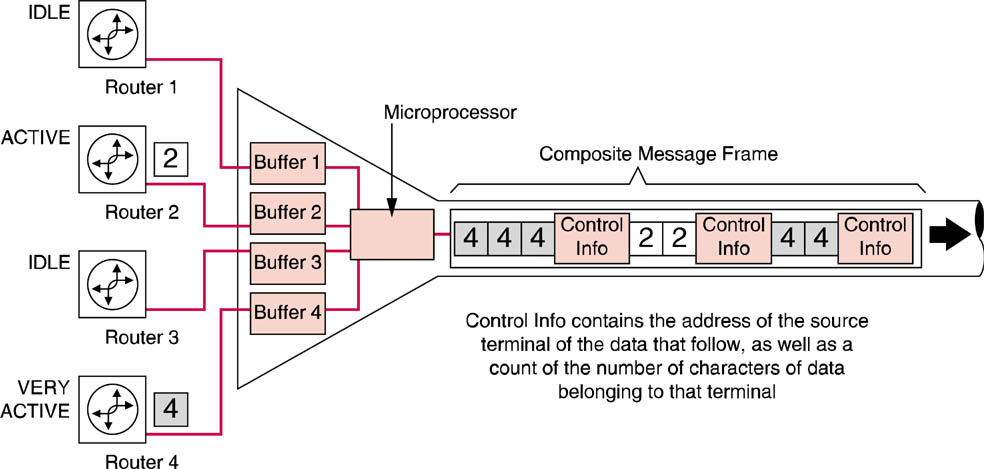 IDLE
Router 1
ACTIVE
2
Router 2
IDLE
Router 3
VERY
ACTIVE
4
Router 4
Microprocessor
Buffer 1
Buffer 2
Buffer 3
Buffer 4
Composite Message Frame
4 4 4 Control Info 2 2 Control Info 4 4 Control Info
Control Info contains the address of the source
terminal of the data that follow, as well as a
count of the number of characters of data
belonging to that terminal